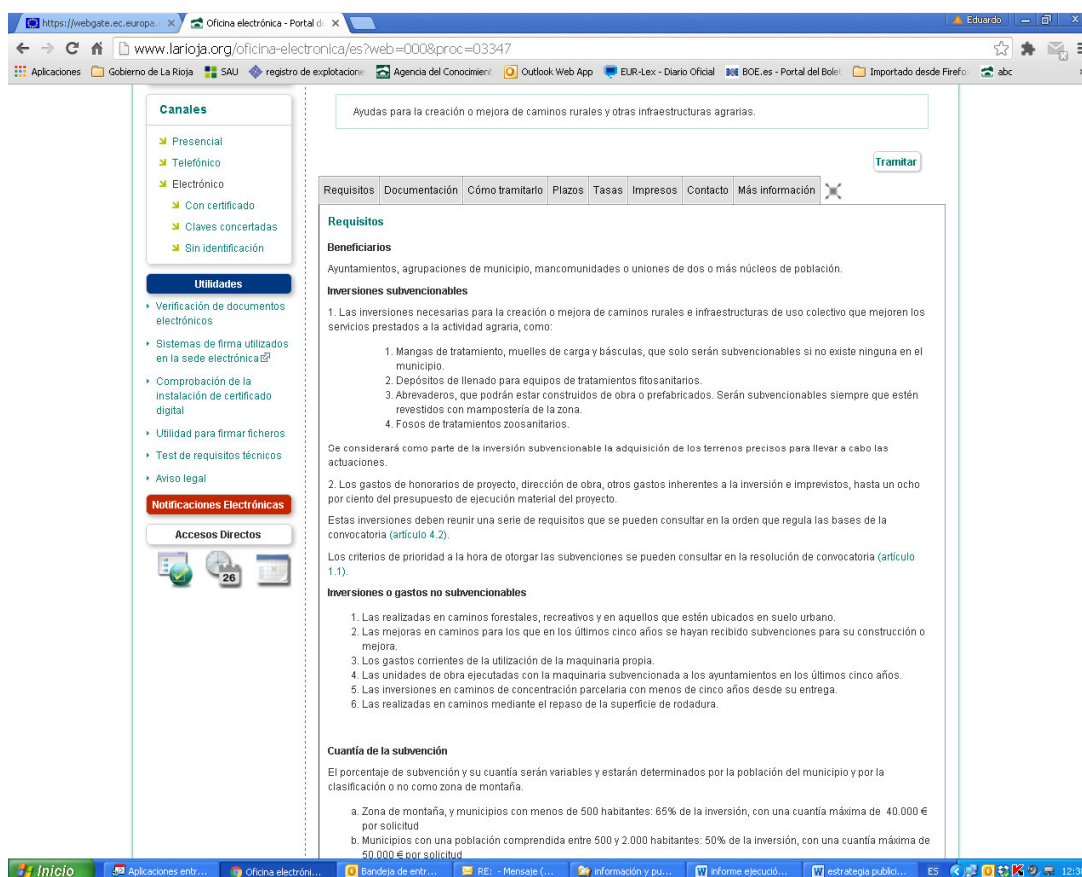 https://webgate.ec.europa.
Oficina electrónica - Portal de
Eduardo
www.larioja.org/oficina-electronica/es?web=000&proc=03347
Aplicaciones
Gobierno de La Rioja
SAU
registro de explotacione
Agencia del Conocimient
Outlook Web App
EUR-Lex - Diario Oficial
BOE.es - Portal del Bolet
Importado desde Firefo
abc
Canales
Presencial
Telefónico
Electrónico
Con certificado
Claves concertadas
Sin identificación
Utilidades
Verificación de documentos
electrónicos
Sistemas de firma utilizados
en la sede electrónica
Comprobación de la
instalación de certificado
digital
Utilidad para firmar ficheros
Test de requisitos técnicos
Aviso legal
Notificaciones Electrónicas
Accesos Directos
26
Ayudas para la creación o mejora de caminos rurales y otras infraestructuras agrarias.
Tramitar
Requisitos Documentación Cómo tramitarlo Plazos Tasas Impresos Contacto Más información
Requisitos
Beneficiarios
Ayuntamientos, agrupaciones de municipio, mancomunidades o uniones de dos o más núcleos de población.
Inversiones subvencionables
1. Las inversiones necesarias para la creación o mejora de caminos rurales e infraestructuras de uso colectivo que mejoren los
servicios prestados a la actividad agraria, como:
1. Mangas de tratamiento, muelles de carga y básculas, que solo serán subvencionables si no existe ninguna en el
municipio.
2. Depósitos de llenado para equipos de tratamientos fitosanitarios.
3. Abrevaderos, que podrán estar construidos de obra o prefabricados. Serán subvencionables siempre que estén
revestidos con mampostería de la zona.
4. Fosos de tratamientos zoosanitarios.
Se considerará como parte de la inversión subvencionable la adquisición de los terrenos precisos para llevar a cabo las
actuaciones.
2. Los gastos de honorarios de proyecto, dirección de obra, otros gastos inherentes a la inversión e imprevistos, hasta un ocho
por ciento del presupuesto de ejecución material del proyecto.
Estas inversiones deben reunir una serie de requisitos que se pueden consultar en la orden que regula las bases de la
convocatoria (artículo 4.2).
Los criterios de prioridad a la hora de otorgar las subvenciones se pueden consultar en la resolución de convocatoria (artículo
1.1).
Inversiones o gastos no subvencionables
1. Las realizadas en caminos forestales, recreativos y en aquellos que estén ubicados en suelo urbano.
2. Las mejoras en caminos para los que en los últimos cinco años se hayan recibido subvenciones para su construcción o
mejora.
3. Los gastos corrientes de la utilización de la maquinaria propia.
4. Las unidades de obra ejecutadas con la maquinaria subvencionada a los ayuntamientos en los últimos cinco años.
5. Las inversiones en caminos de concentración parcelaria con menos de cinco años desde su entrega.
6. Las realizadas en caminos mediante el repaso de la superficie de rodadura.
Cuantía de la subvención
El porcentaje de subvención y su cuantía serán variables y estarán determinados por la población del municipio y por la
clasificación o no como zona de montaña.
a. Zona de montaña, y municipios con menos de 500 habitantes: 65% de la inversión, con una cuantía máxima de 40.000 €
por solicitud
b. Municipios con una población comprendida entre 500 y 2.000 habitantes: 50% de la inversión, con una cuantía máxima de
50.000 € por solicitud
Inicio
Aplicaciones entr...
Oficina electróni...
Bandeja de entr...
RE: - Mensaje (...
información y pu...
informe ejecució...
estrategia publici...
ES